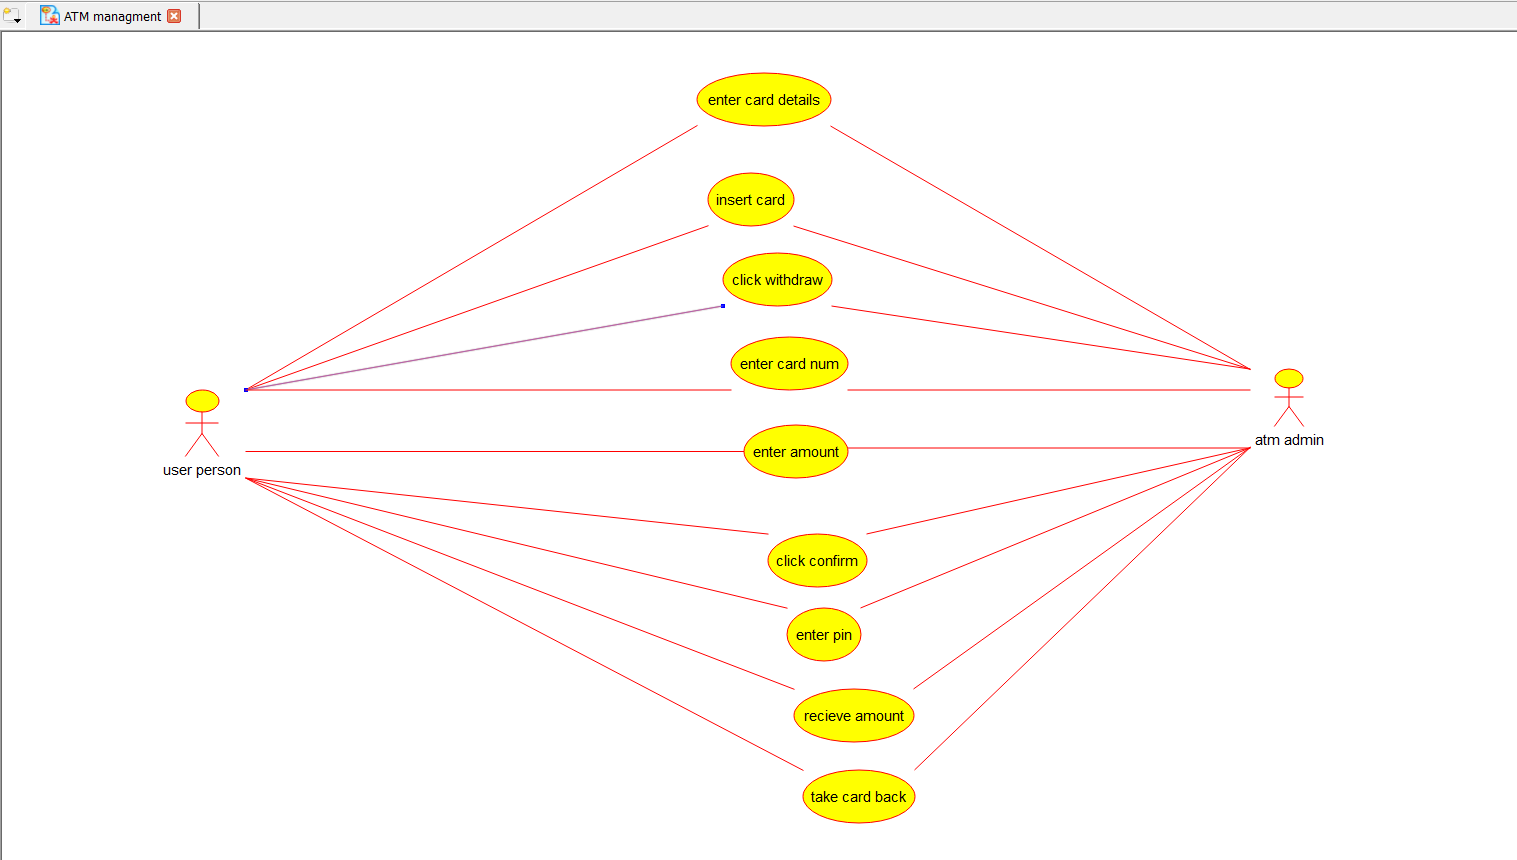 ATM managment
enter card details
insert card
click withdraw
enter card num
user person
atm admin
enter amount
click confirm
enter pin
recieve amount
take card back